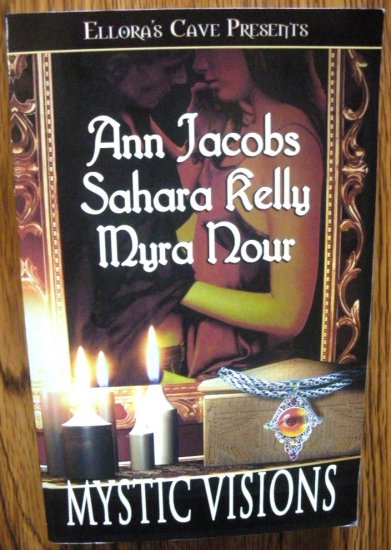 Ellora's Cave Presents
Ann Jacobs
Sahara Kelly
Myra Nour
MYSTIC VISIONS